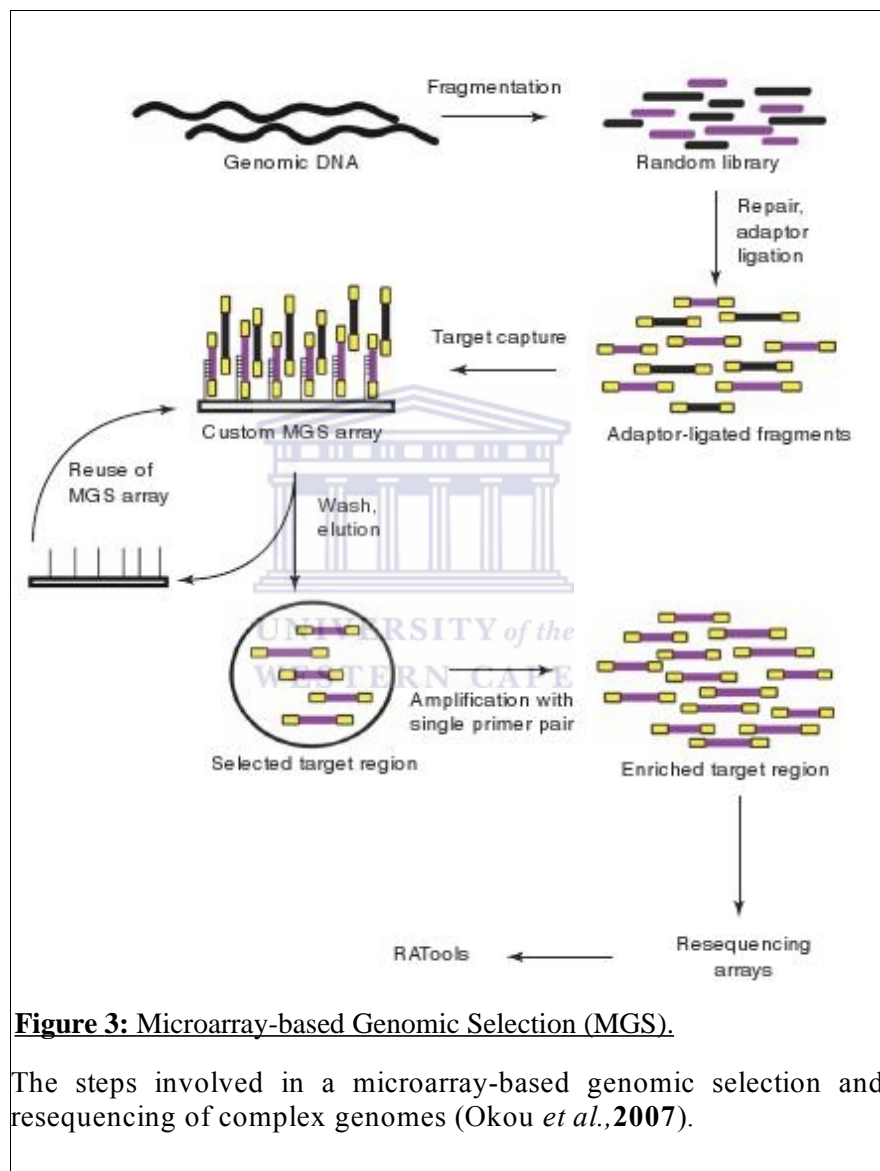 Fragmentation
Genomic DNA
Random library
Repair,
adaptor
ligation
Target capture
Custom MGS array
Adaptor-ligated fragments
Reuse of
MGS array
Wash,
elution
UNIVERSITY of the
WESTERN CAPE
Amplification with
single primer pair
Selected target region
Enriched target region
Resequencing
arrays
RATools
Figure 3: Microarray-based Genomic Selection (MGS).
The steps involved in a microarray-based genomic selection and
resequencing of complex genomes (Okou et al.,2007).